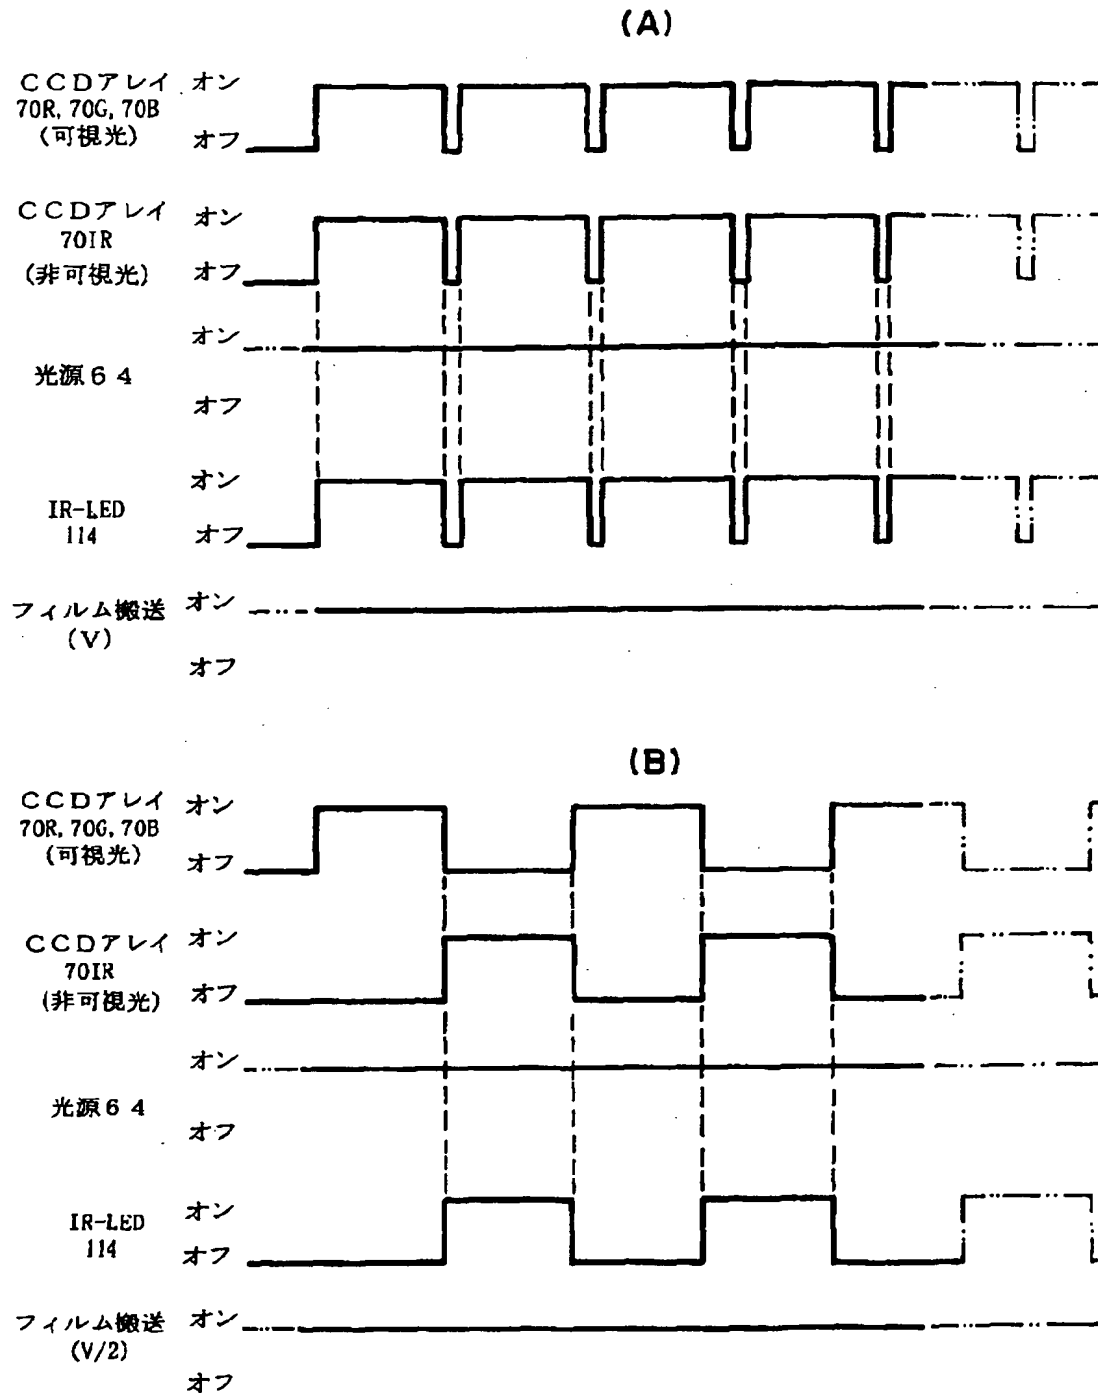 (A)
CCDアレイ オン
70R, 70G, 70B
(可視光) オフ
CCDアレイ オン
70IR
(非可視光) オフ
オン
光源64
オフ
オン
IR-LED
114 オフ
フィルム搬送 オン
(V)
オフ
(B)
CCDアレイ オン
70R, 70G, 70B
(可視光) オフ
CCDアレイ オン
70IR
(非可視光) オフ
オン
光源64
オフ
IR-LED オン
114 オフ
フィルム搬送 オン
(V/2)
オフ